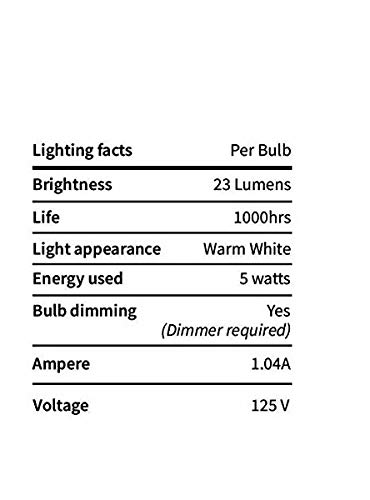 Lighting facts Per Bulb
Brightness 23 Lumens
Life 1000hrs
Light appearance Warm White
Energy used 5 watts
Bulb dimming Yes
(Dimmer required)
Ampere 1.04A
Voltage 125 V